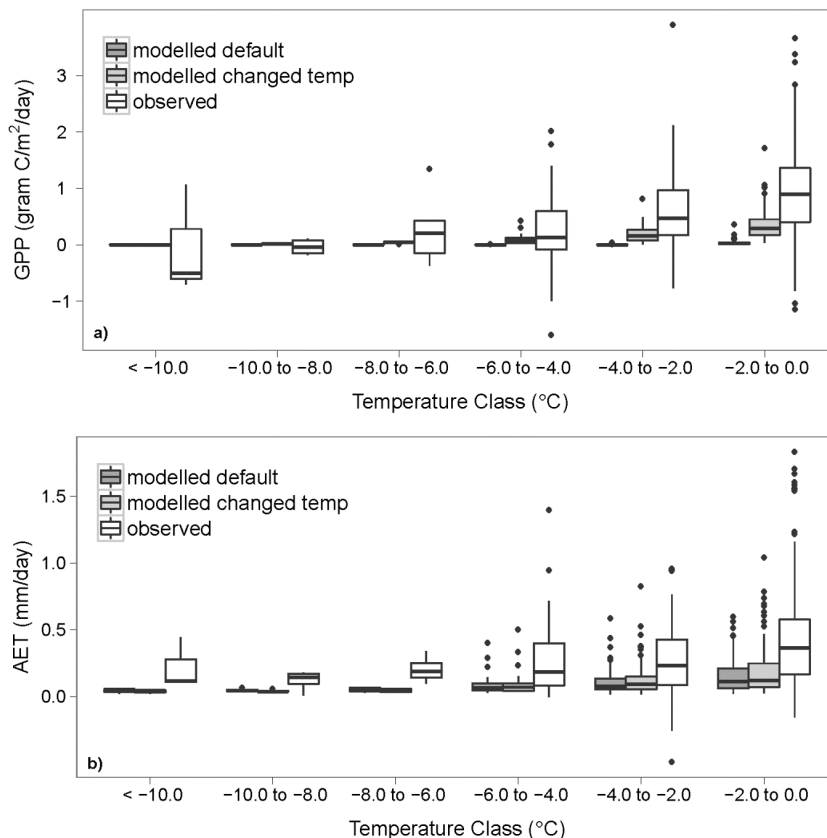 GPP (gram C/m²/day)
3
2
1
0
−1
modelled default
modelled changed temp
observed
a)
< −10.0
−10.0 to −8.0
−8.0 to −6.0
−6.0 to −4.0
−4.0 to −2.0
−2.0 to 0.0
Temperature Class (°C)
AET (mm/day)
1.5
1.0
0.5
0.0
modelled default
modelled changed temp
observed
b)
< −10.0
−10.0 to −8.0
−8.0 to −6.0
−6.0 to −4.0
−4.0 to −2.0
−2.0 to 0.0
Temperature Class (°C)